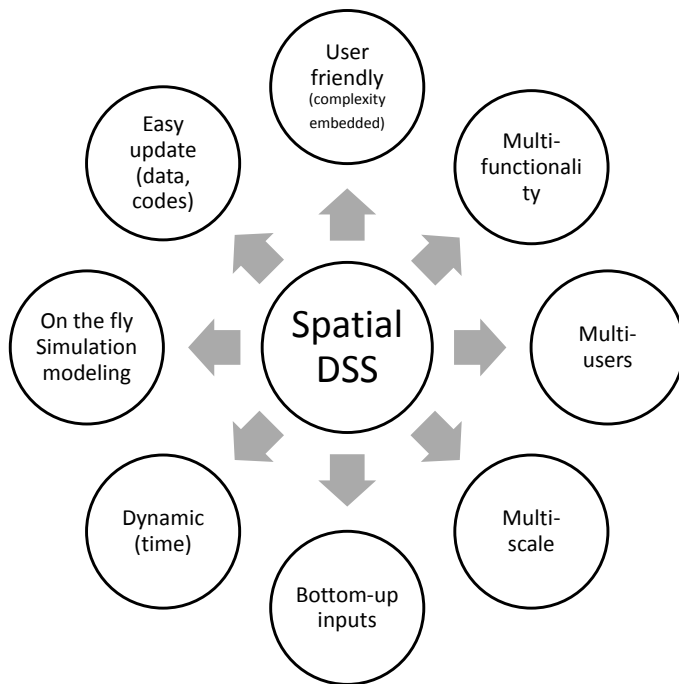 User
friendly
(complexity
embedded)
Multi-
functionali
ty
Multi-
users
Multi-
scale
Bottom-up
inputs
Dynamic
(time)
On the fly
Simulation
modeling
Easy
update
(data,
codes)
Spatial
DSS